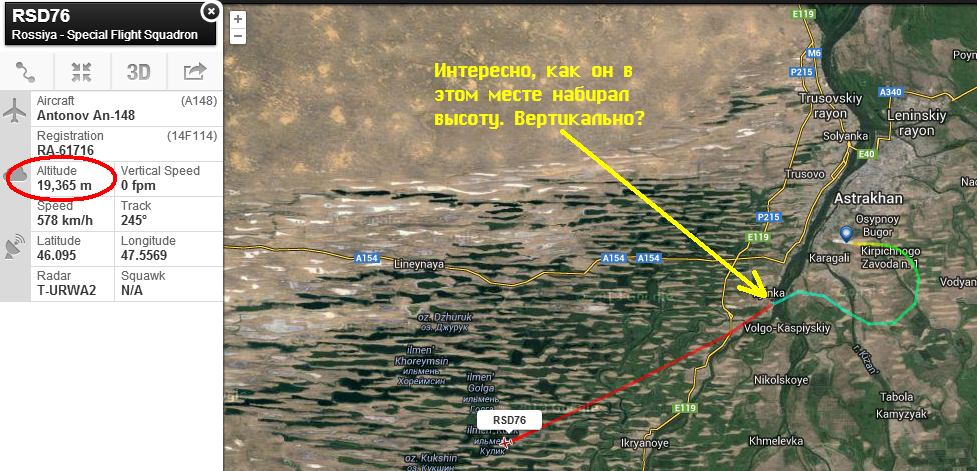 RSD76
Rossiya - Special Flight Squadron
3D
Aircraft (A148)
Antonov An-148
Registration (14F114)
RA-61716
Altitude Vertical Speed
19,365 m 0 fpm
Speed Track
578 km/h 245°
Latitude Longitude
46.095 47.5569
Radar Squawk
T-URWA2 N/A
Интересно, как он в
этом месте набирал
высоту. Вертикально?
E119
M6
P215
A340
Trusovskiy
rayon
Leninskiy
rayon
Solyanka
E40
Trusovo
Astrakhan
P215
E119
Osypnoy
Bugor
Karagali
Kirpichnogo
Zavoda n.
A154
Lineynaya
A154
A154
Volgo-Kaspiyskiy
oz. Dzhuruk
оз. Джурук
ilmen'
Khoreymsin
ильмень
Хореймсин
ilmen'
Golga
ильмень
r. Kizan'
Nikolskoye
E119
Tabola
Kamyzyak
RSD76
ильмень
Кулик
oz. Kukshin
оз. Кукшин
Ikryanoye
Khmelevka